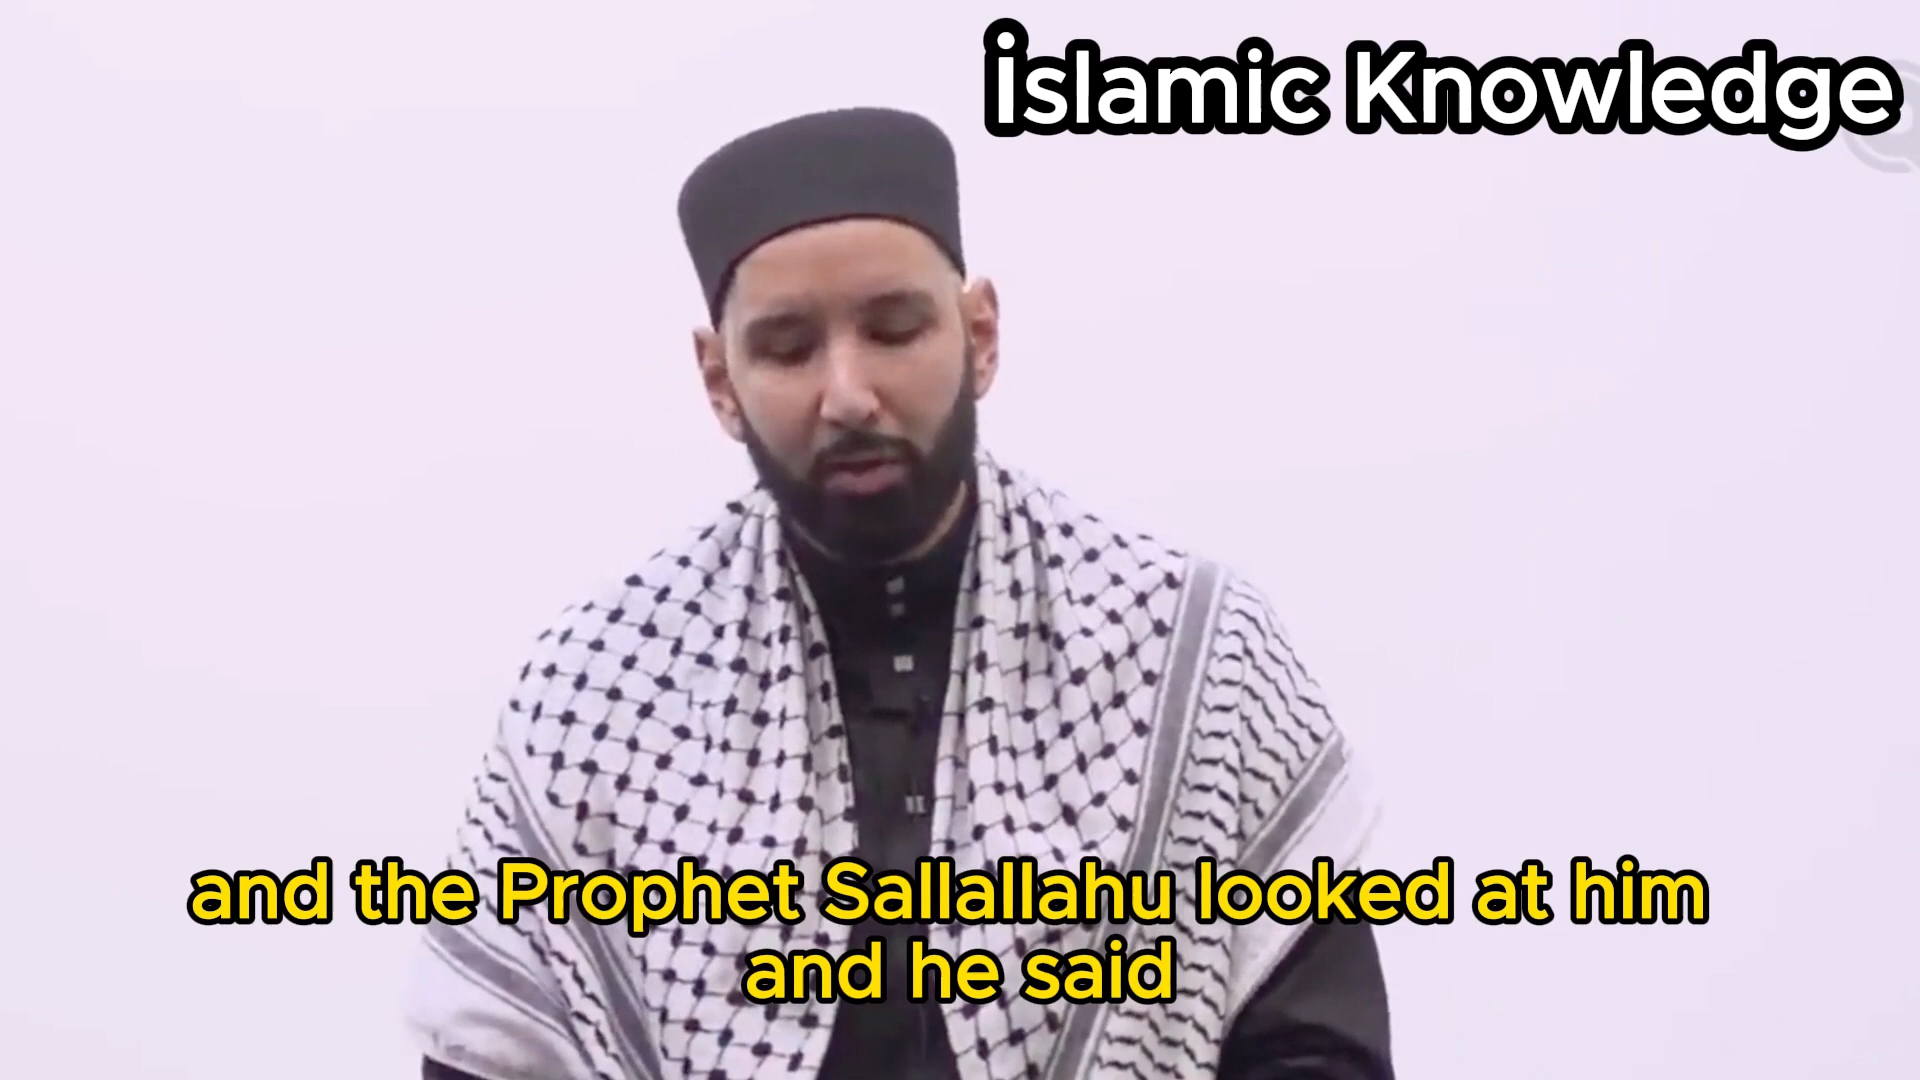 İslamic Knowledge
and the Prophet Sallallahu looked at him
and he said